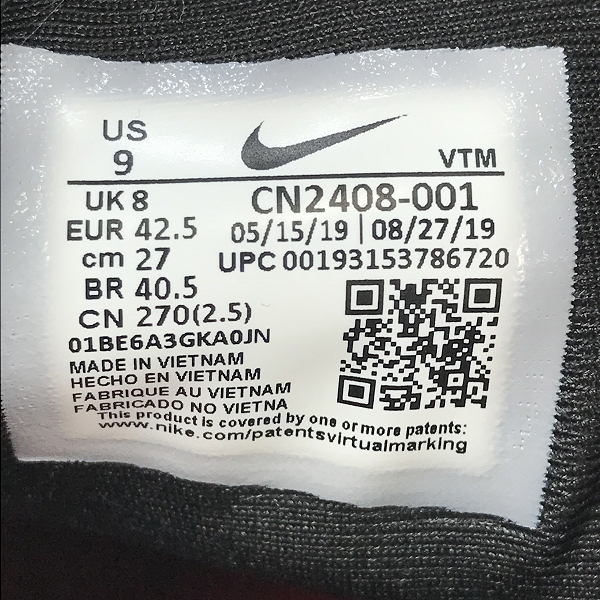 US
9
VTM
UK 8
CN2408-001
EUR 42.5
05/15/19 | 08/27/19
cm 27
UPC 00193153786720
BR 40.5
CN 270(2.5)
01BE6A3GKA0JN
MADE IN VIETNAM
HECHO EN VIETNAM
FABRIQUE AU VIETNAM
FABRICADO NO VIETNA
This product is covered by one or more patents:
www.nike.com/patentsvirtualmarking